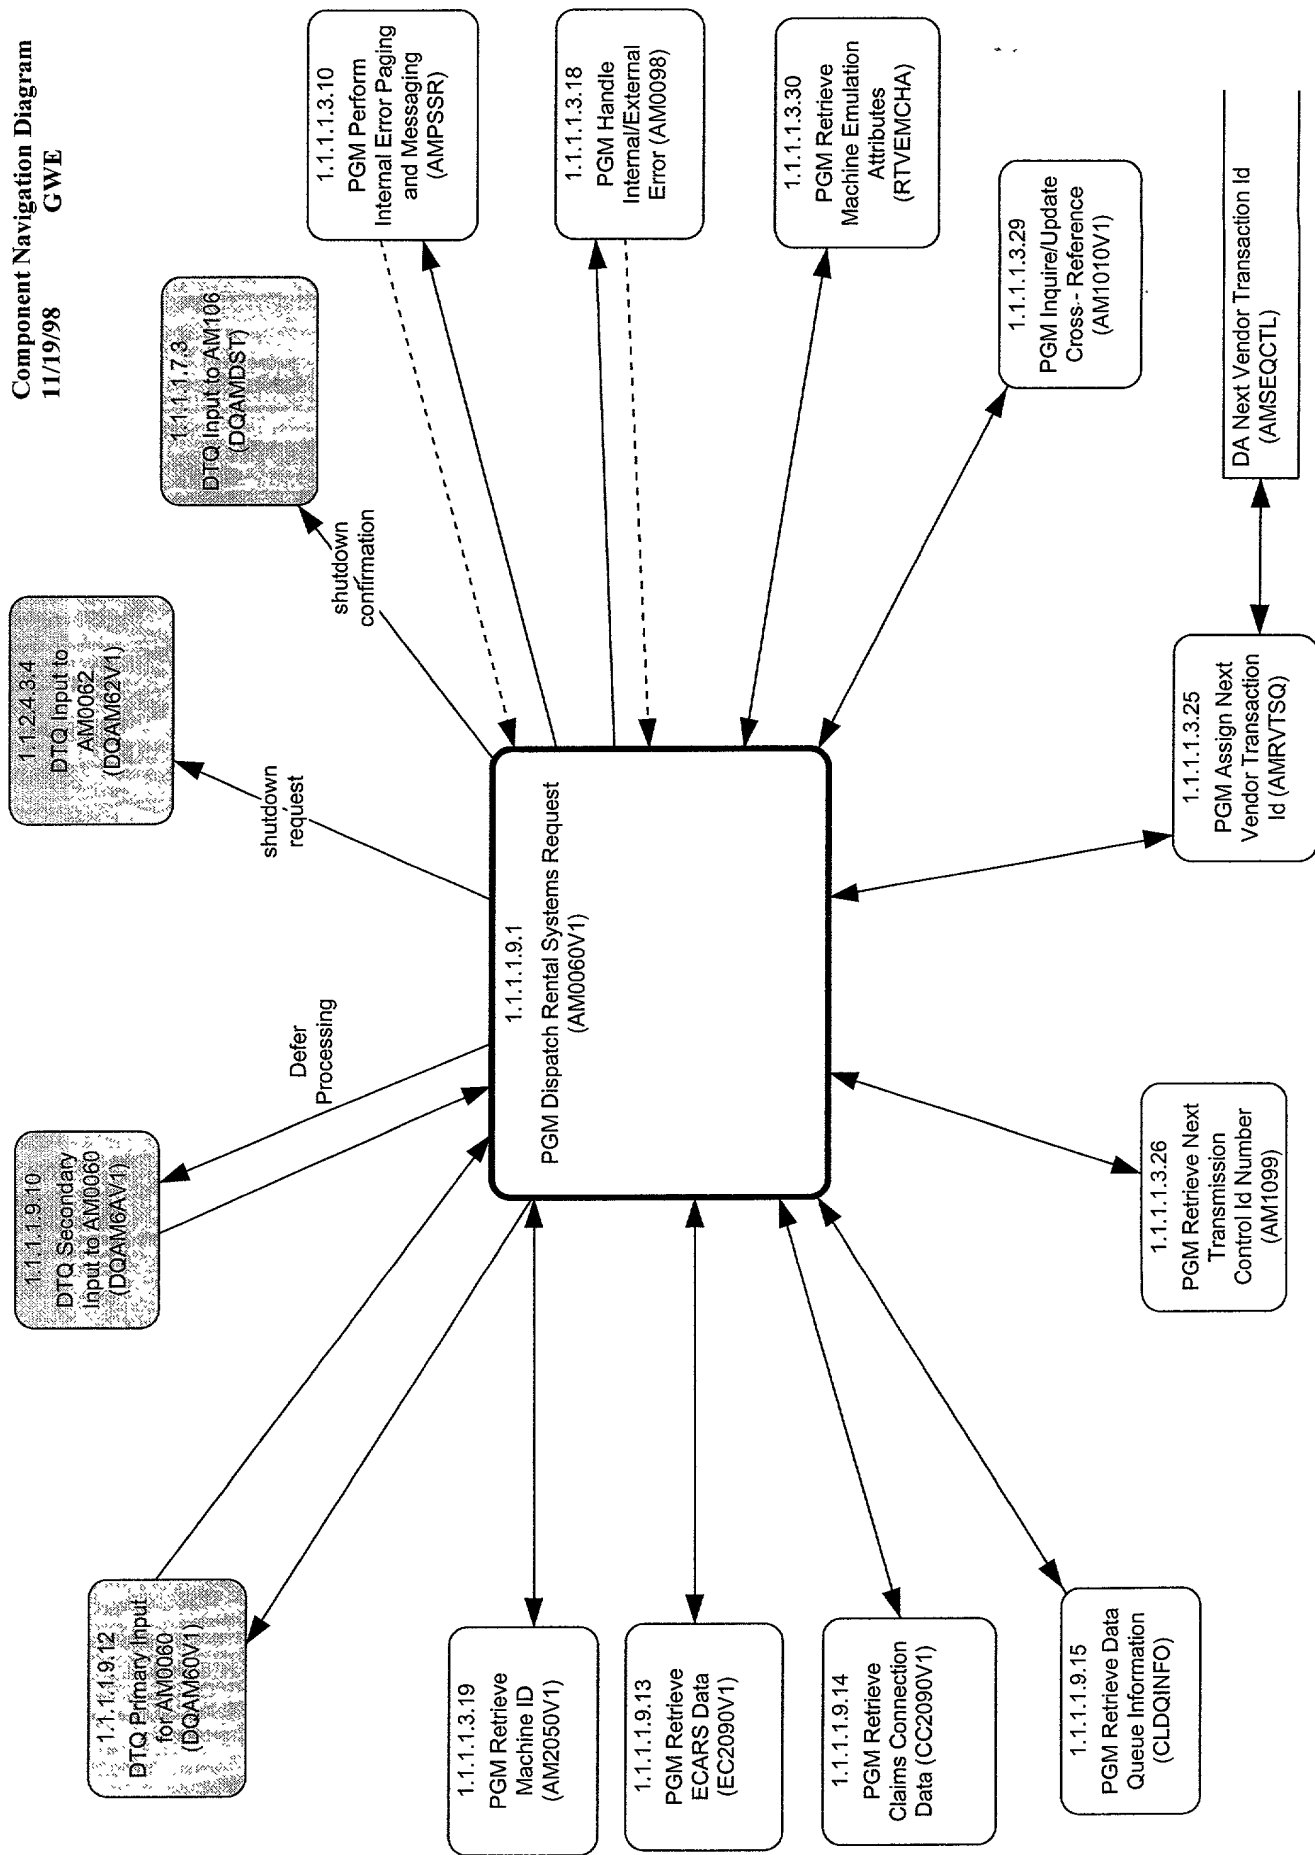 Component Navigation Diagram
11/19/98 GWE
1.1.1.1.9.12
DTQ Primary Input
for AM0060
(DQAM60V1)
1.1.1.1.9.10
DTQ Secondary
Input to AM0060
(DQAM6AV1)
1.1.2.4.3.4
DTQ Input to
AM0062
(DQAM62V1)
1.1.1.1.7.3
DTQ Input to AM106
(DQAMDST)
Defer
Processing
shutdown
request
shutdown
confirmation
1.1.1.1.3.10
PGM Perform
Internal Error Paging
and Messaging
(AMPSSR)
1.1.1.1.3.19
PGM Retrieve
Machine ID
(AM2050V1)
1.1.1.1.9.1
PGM Dispatch Rental Systems Request
(AM0060V1)
1.1.1.1.3.18
PGM Handle
Internal/External
Error (AM0098)
1.1.1.1.9.13
PGM Retrieve
ECARS Data
(EC2090V1)
1.1.1.1.3.30
PGM Retrieve
Machine Emulation
Attributes
(RTVEMCHA)
1.1.1.1.9.14
PGM Retrieve
Claims Connection
Data (CC2090V1)
1.1.1.1.3.29
PGM Inquire/Update
Cross - Reference
(AM1010V1)
1.1.1.1.9.15
PGM Retrieve Data
Queue Information
(CLDQINFO)
1.1.1.1.3.26
PGM Retrieve Next
Transmission
Control Id Number
(AM1099)
1.1.1.1.3.25
PGM Assign Next
Vendor Transaction
Id (AMRVTSQ)
DA Next Vendor Transaction Id
(AMSEQCTL)